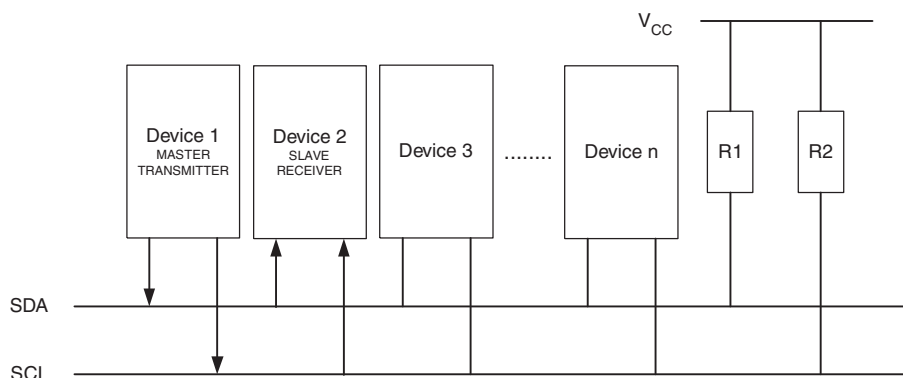 V_CC
Device 1
MASTER
TRANSMITTER
Device 2
SLAVE
RECEIVER
Device 3
........
Device n
R1
R2
SDA
SCL